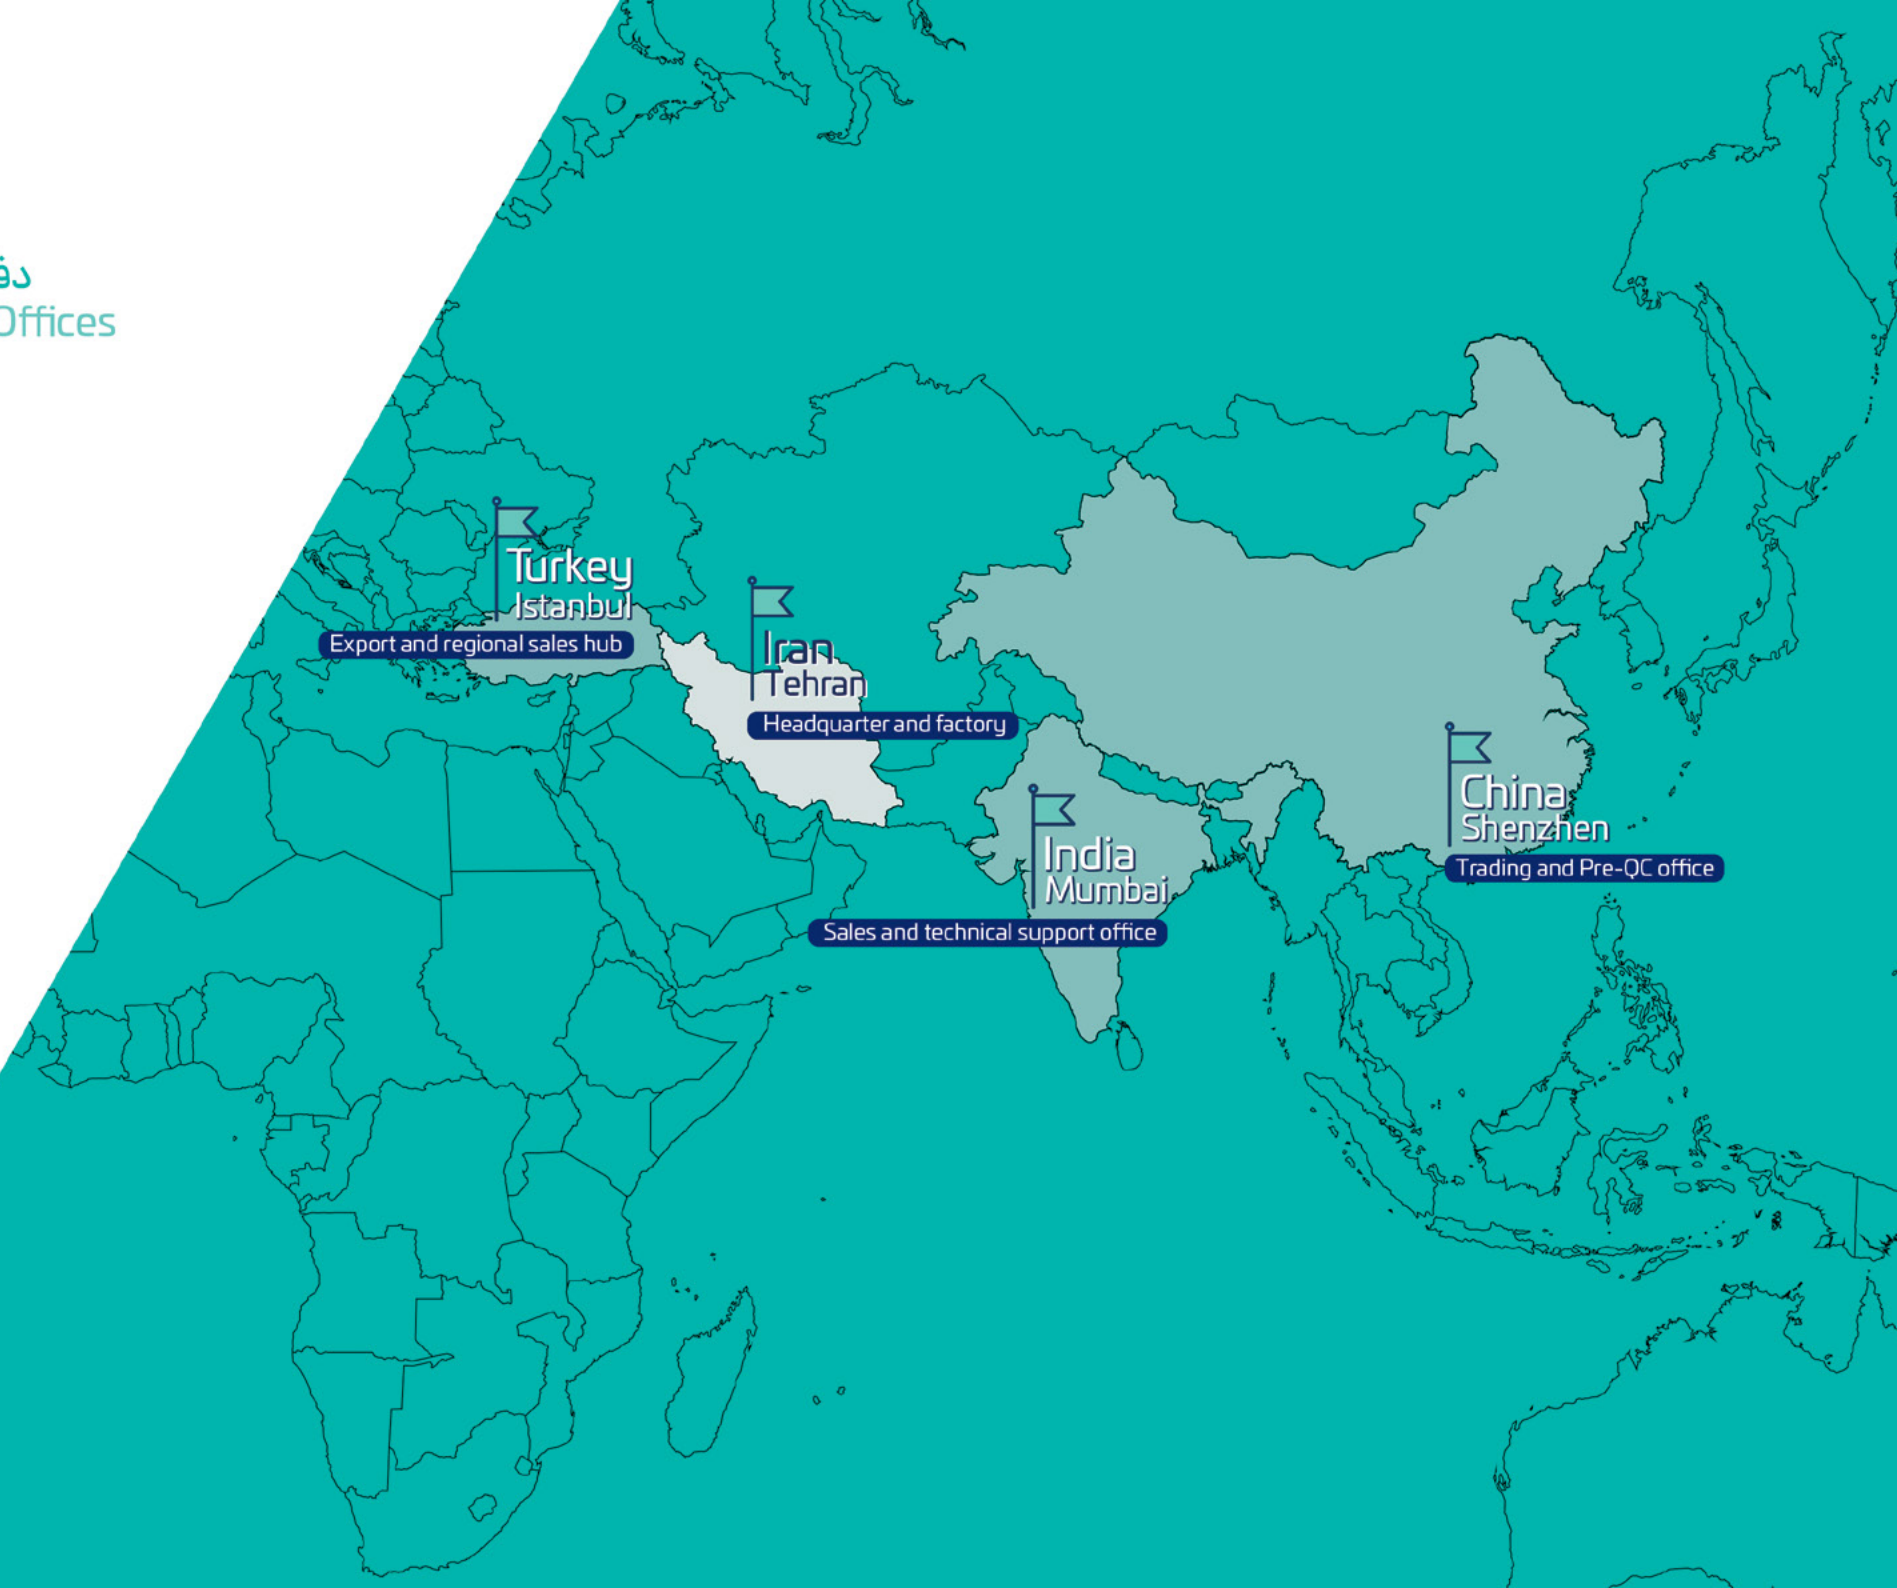 Offices
Turkey
Istanbul
Export and regional sales hub
Iran
Tehran
Headquarter and factory
India
Mumbai
Sales and technical support office
China
Shenzhen
Trading and Pre-QC office